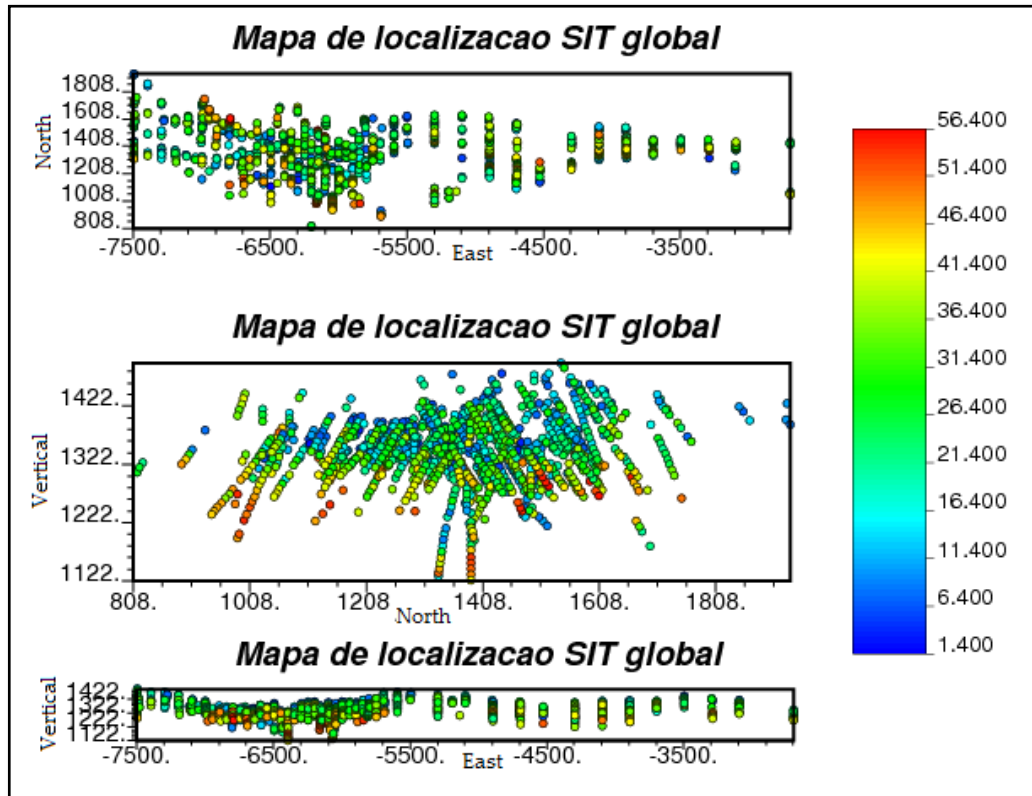 Mapa de localizacao SIT global
1808.
1608.
1408.
1208.
1008.
808.
North
-7500. -6500. -5500. -4500. -3500.
East
56.400
51.400
46.400
41.400
36.400
31.400
26.400
21.400
16.400
11.400
6.400
1.400
Mapa de localizacao SIT global
1422.
1322.
1222.
1122.
Vertical
808. 1008. 1208 1408. 1608. 1808.
North
Mapa de localizacao SIT global
1422.
1322
1222
1122.
Vertical
-7500. -6500. -5500. -4500. -3500.
East